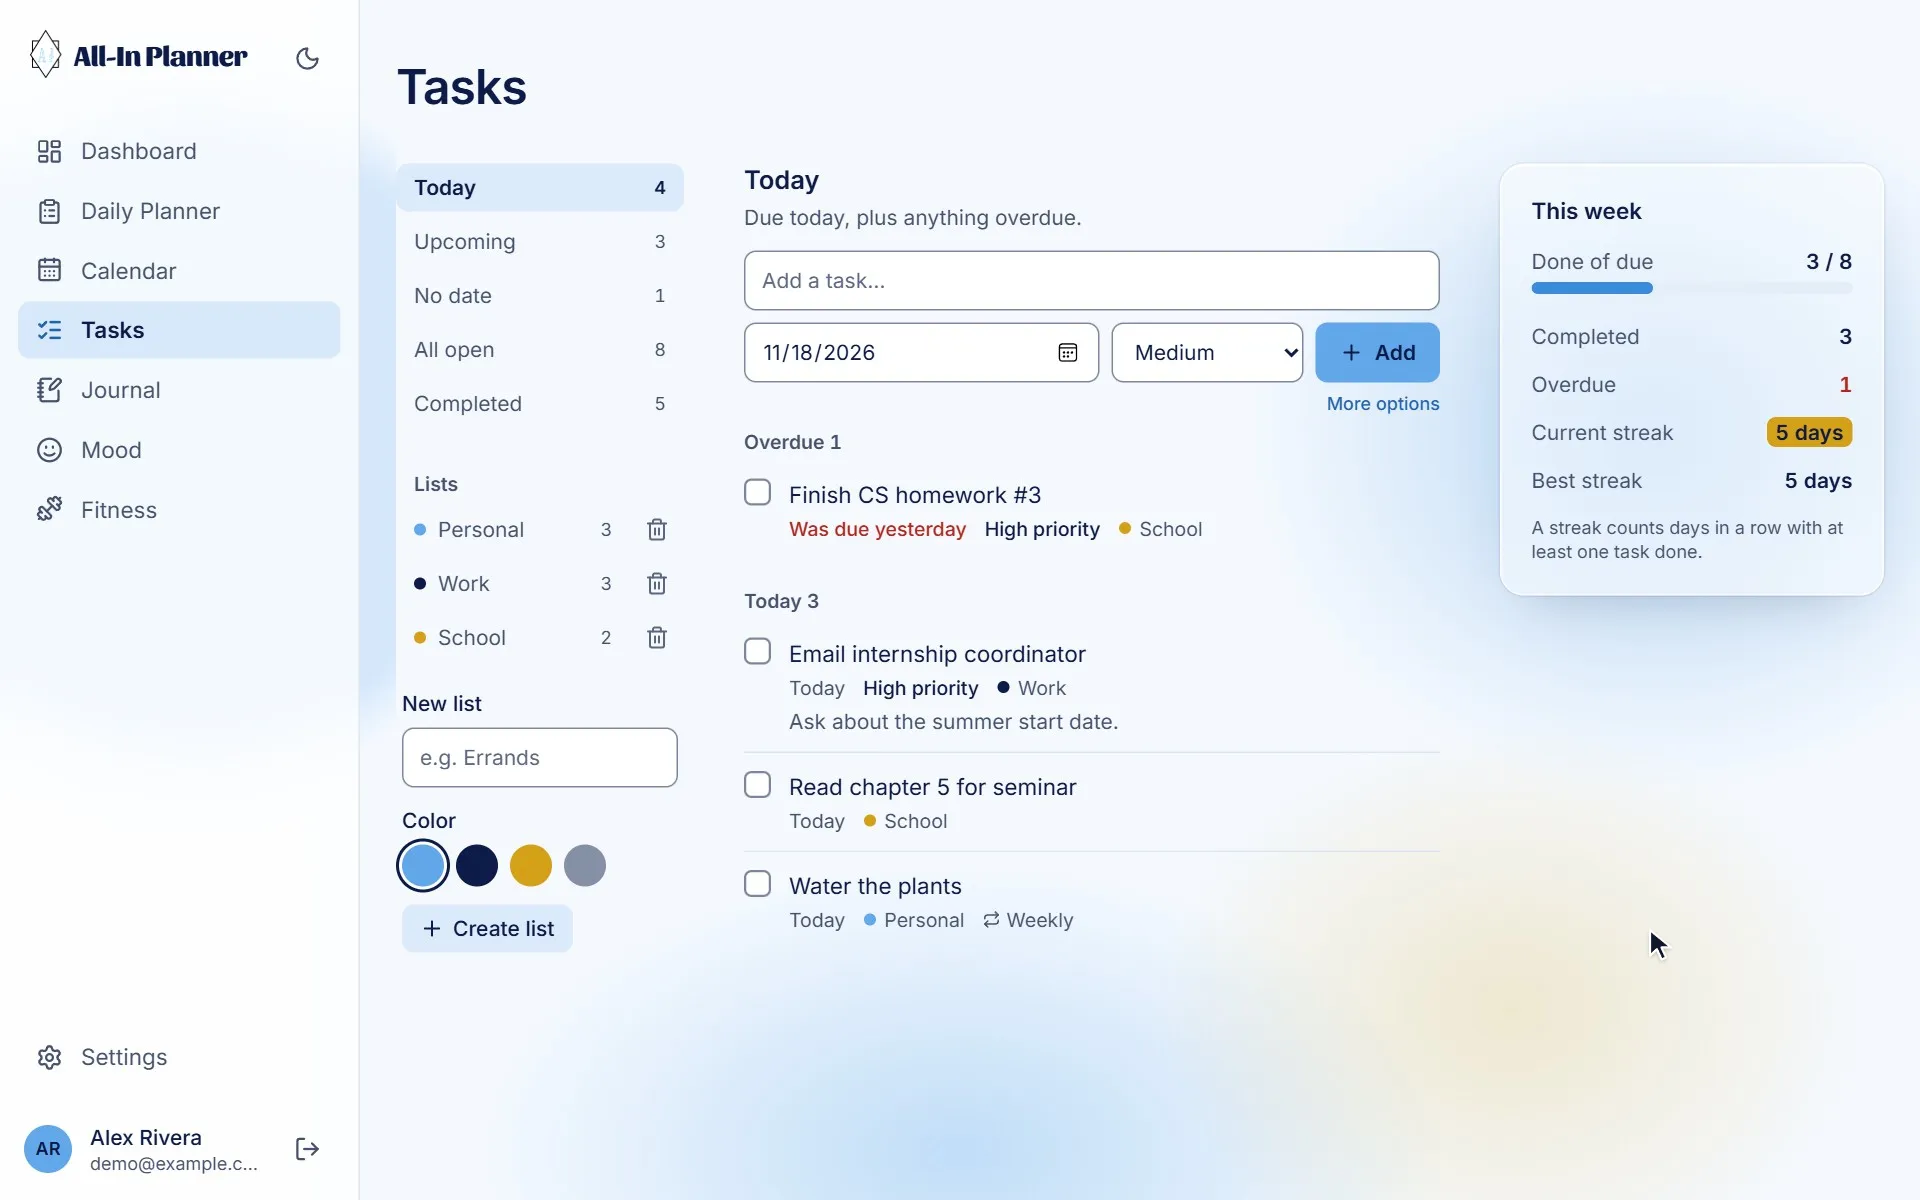 All-In Planner
Dashboard
Daily Planner
Calendar
Tasks
Journal
Mood
Fitness
Settings
AR
Alex Rivera
demo@example.c...
Tasks
Today 4
Upcoming 3
No date 1
All open 8
Completed 5
Lists
Personal 3
Work 3
School 2
New list
e.g. Errands
Color
+ Create list
Today
Due today, plus anything overdue.
Add a task...
11/18/2026
Medium
+ Add
More options
Overdue 1
Finish CS homework #3
Was due yesterday High priority School
Today 3
Email internship coordinator
Today High priority Work
Ask about the summer start date.
Read chapter 5 for seminar
Today School
Water the plants
Today Personal Weekly
This week
Done of due 3 / 8
Completed 3
Overdue 1
Current streak 5 days
Best streak 5 days
A streak counts days in a row with at
least one task done.